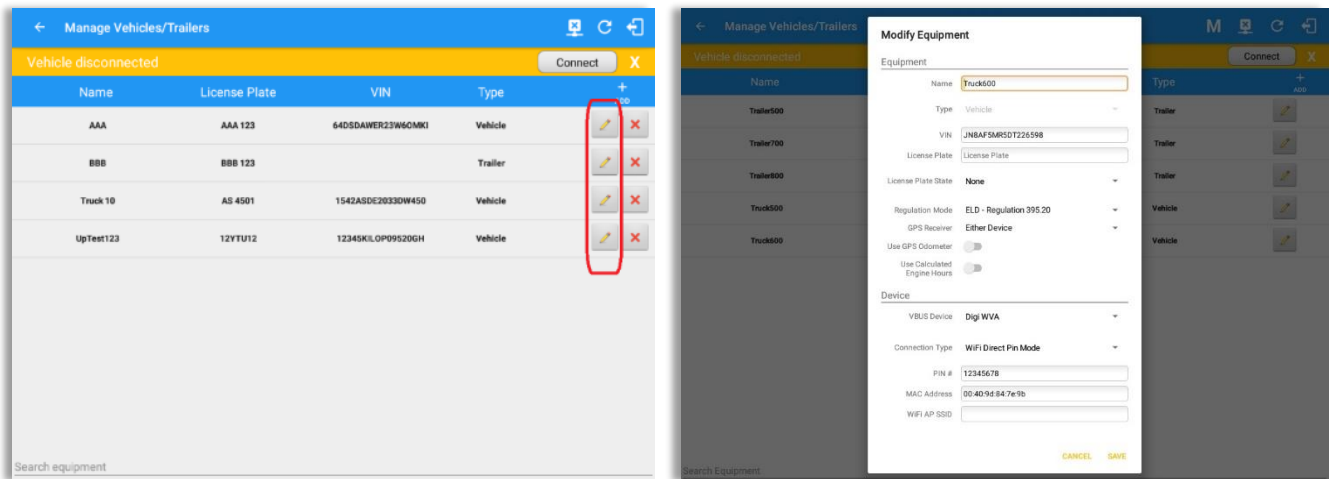 Manage Vehicles/Trailers
Vehicle disconnected Connect X
Name License Plate VIN Type ADD
AAA AAA 123 64DSDAWER23W6OMKI Vehicle
BBB BBB 123 Trailer
Truck 10 AS 4501 1542ASDE2033DW450 Vehicle
UpTest123 12YTU12 12345KILOP09520GH Vehicle
Search equipment
Manage Vehicles/Trailers M
Vehicle disconnected Connect X
Name Type ADD
Trailer500 Trailer
Trailer700 Trailer
Trailer800 Trailer
Truck500 Vehicle
Truck600 Vehicle
Search Equipment
Modify Equipment
Equipment
Name Truck600
Type Vehicle
VIN JN8AF5MR5DT226598
License Plate License Plate
License Plate State None
Regulation Mode ELD - Regulation 395.20
GPS Receiver Either Device
Use GPS Odometer
Use Calculated
Engine Hours
Device
VBUS Device Digi WVA
Connection Type WiFi Direct Pin Mode
PIN # 12345678
MAC Address 00:40:9d:84:7e:9b
WiFi AP SSID
CANCEL SAVE